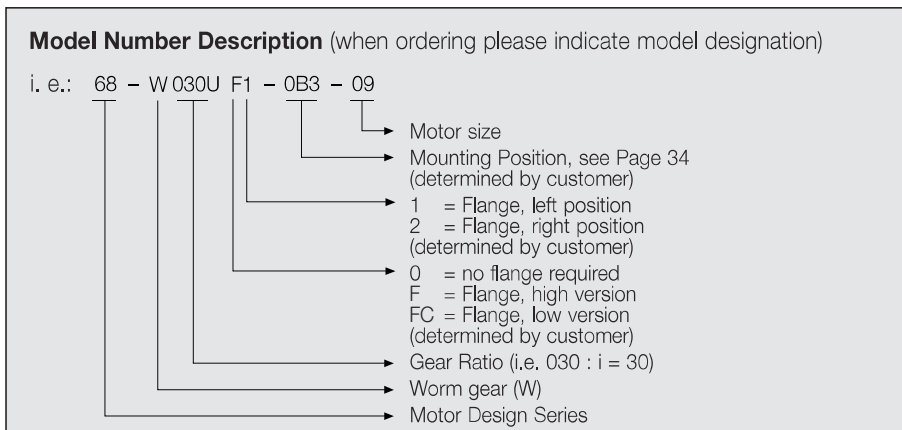 Model Number Description (when ordering please indicate model designation)
i. e.: 68 - W 030U F1 - 0B3 - 09
Motor size
Mounting Position, see Page 34
(determined by customer)
1 = Flange, left position
2 = Flange, right position
(determined by customer)
0 = no flange required
F = Flange, high version
FC = Flange, low version
(determined by customer)
Gear Ratio (i.e. 030 : i = 30)
Worm gear (W)
Motor Design Series